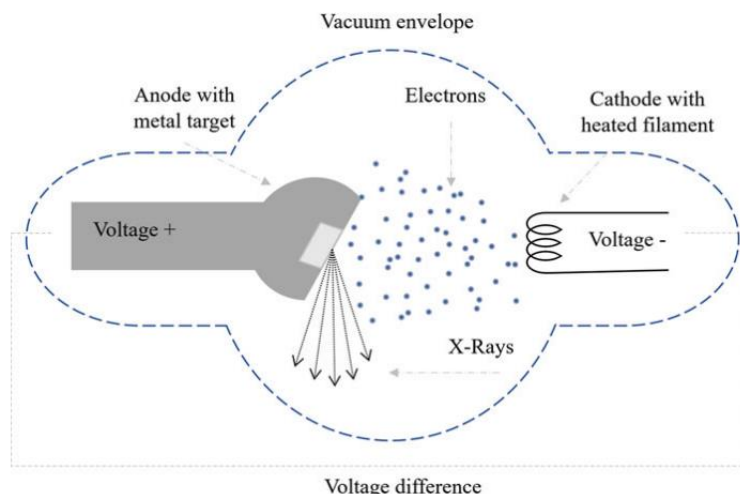 Vacuum envelope
Anode with
metal target
Electrons
Cathode with
heated filament
Voltage +
Voltage -
X-Rays
Voltage difference